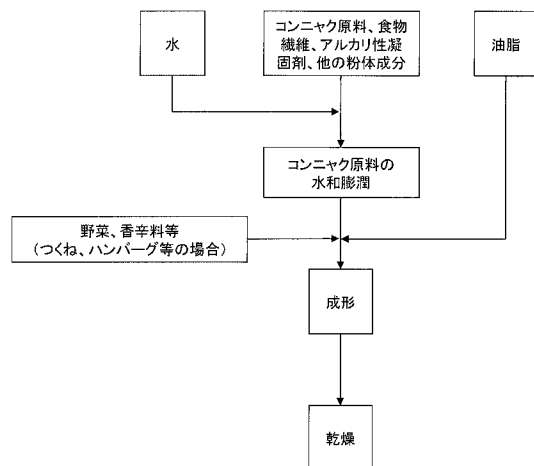 水
コンニャク原料、食物
繊維、アルカリ性凝
固剤、他の粉体成分
油脂
コンニャク原料の
水和膨潤
野菜、香辛料等
(つくね、ハンバーグ等の場合)
成形
乾燥